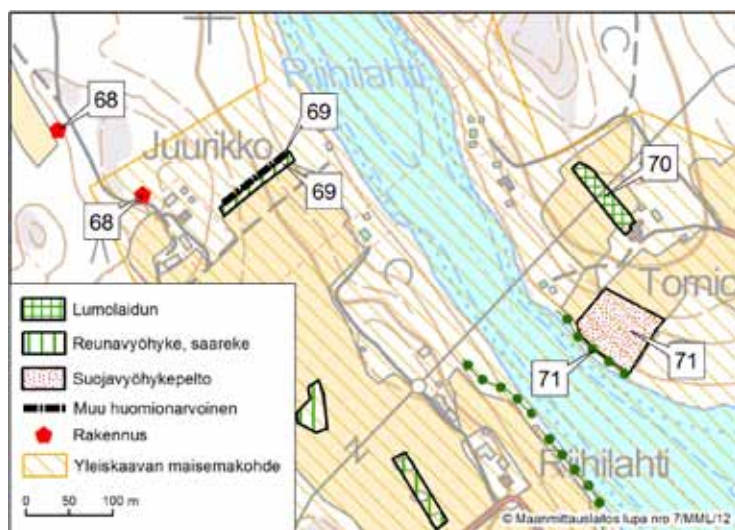 Riihilahti
68
69
Juurikko
70
69
68
Tornio
71
71
Lumolaidun
Reunavyöhyke, saareke
Suojavyöhykepelto
Muu huomionarvoinen
Rakennus
Yleiskaavan maisemakohde
0 50 100 m
N
Riihilahti
© Maanmittauslaitos lupa nro 7/MML/12